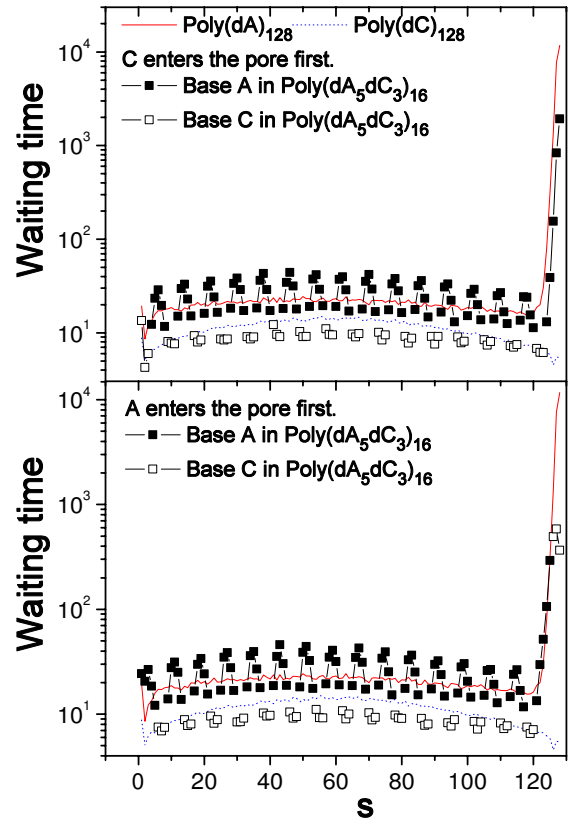 Poly(dA)128 Poly(dC)128
C enters the pore first.
Base A in Poly(dA5dC3)16
Base C in Poly(dA5dC3)16
Waiting time
10^4
10^3
10^2
10^1
A enters the pore first.
Base A in Poly(dA5dC3)16
Base C in Poly(dA5dC3)16
Waiting time
10^4
10^3
10^2
10^1
0 20 40 60 80 100 120
s